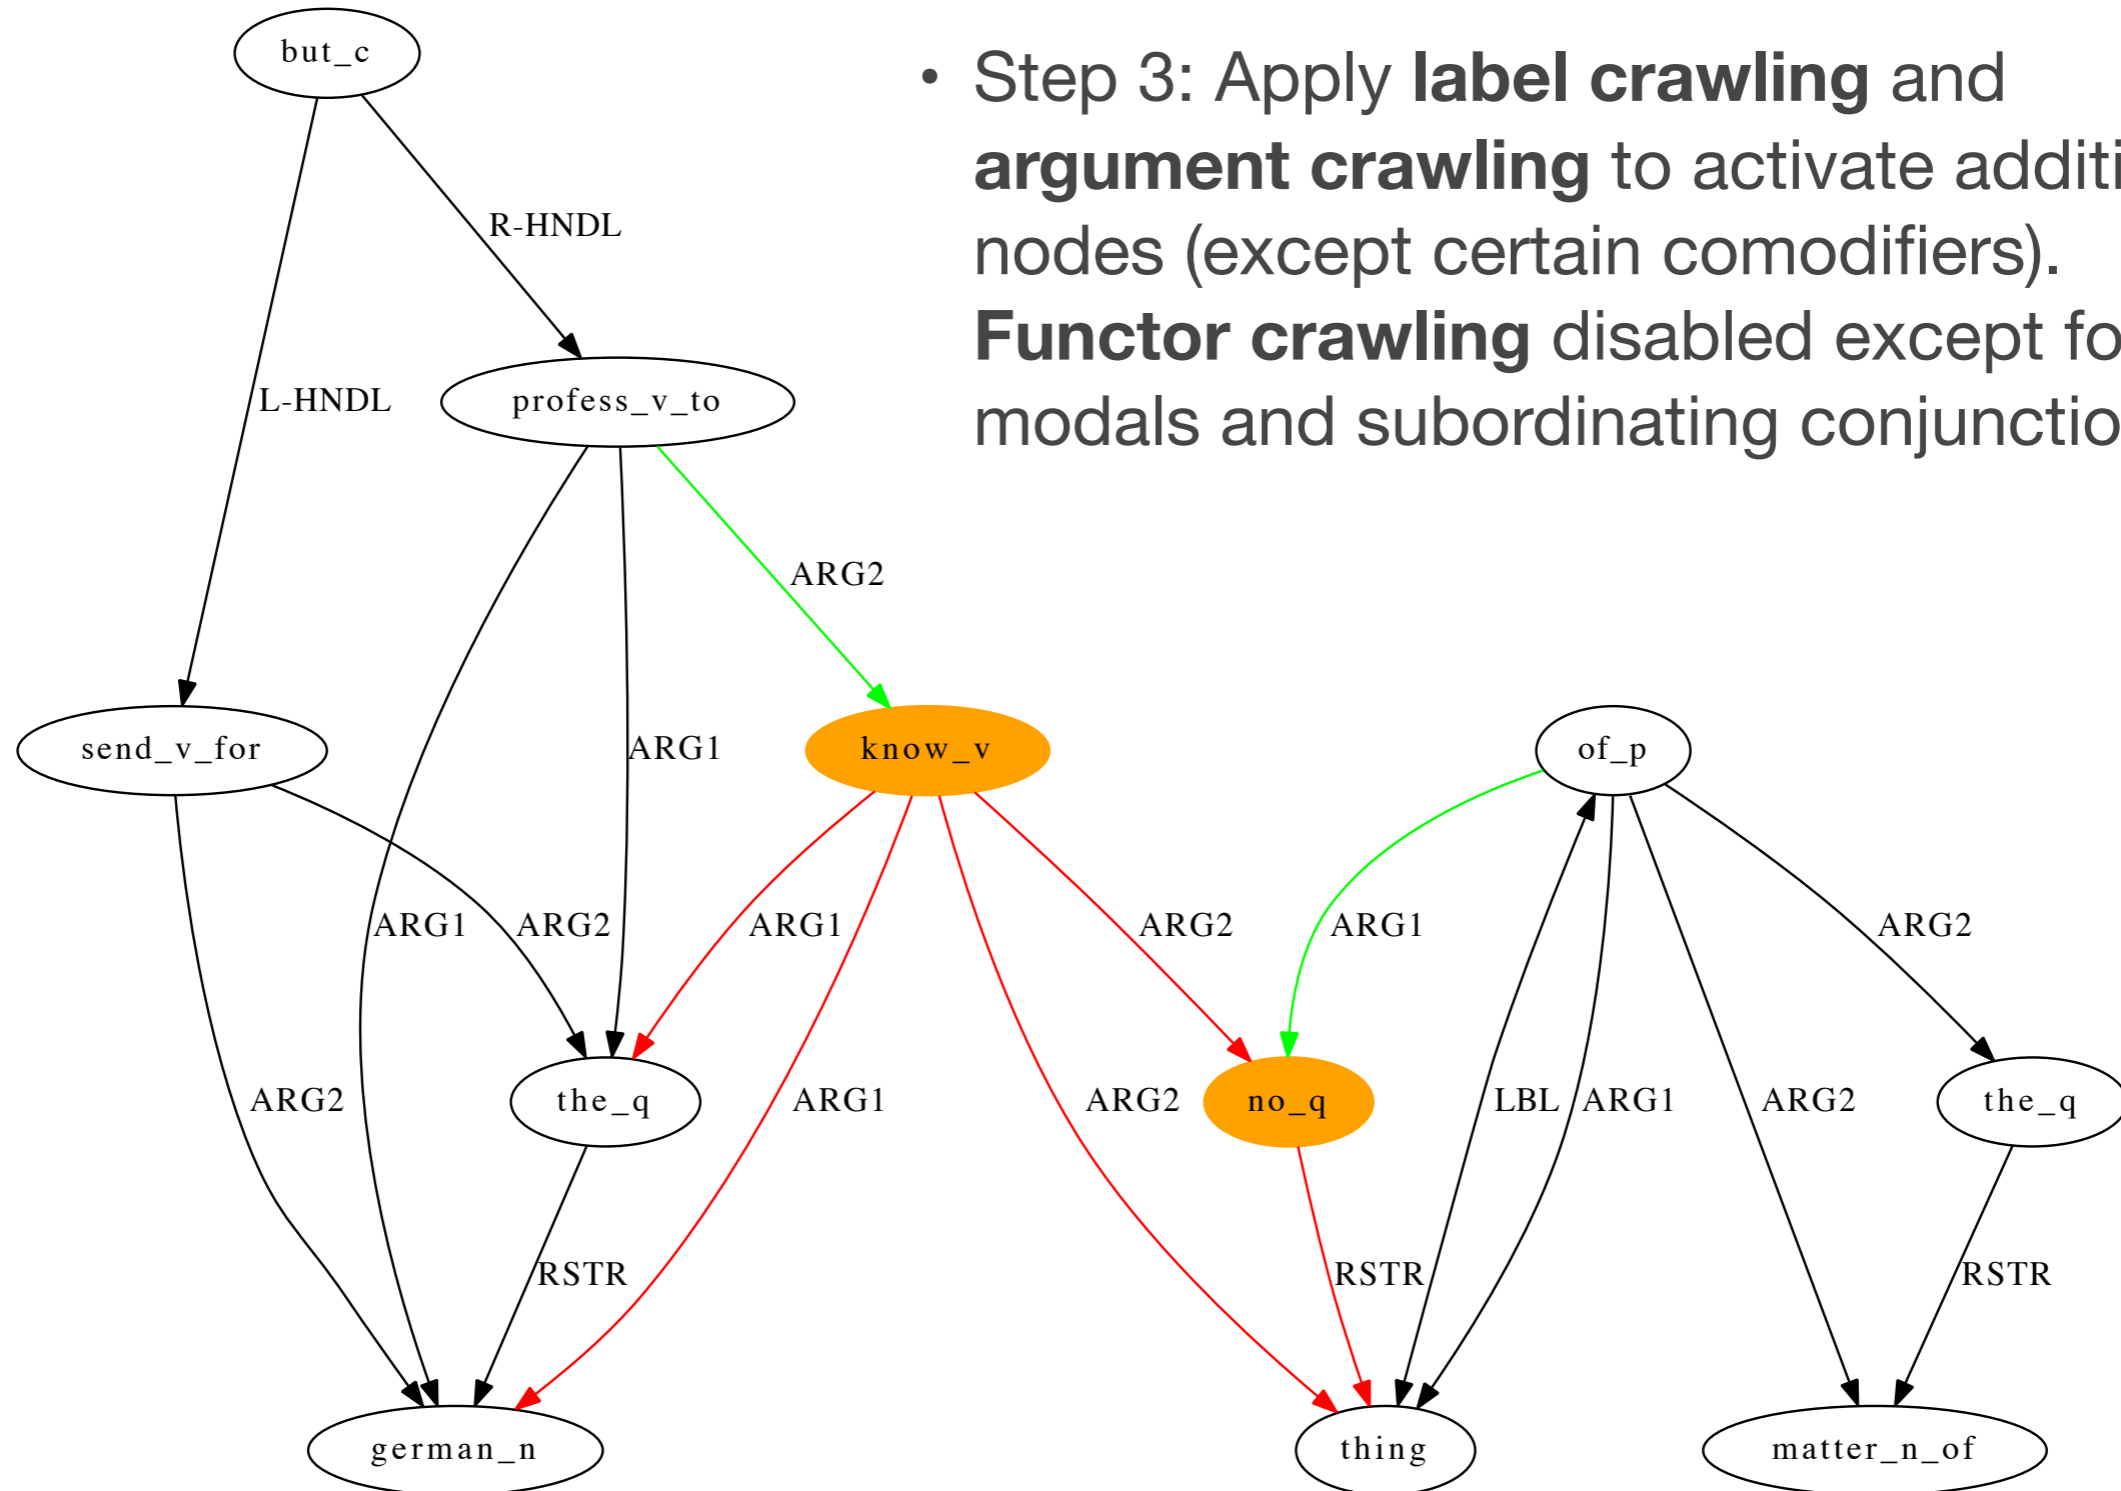 but_c
• Step 3: Apply label crawling and
argument crawling to activate additi
nodes (except certain comodifiers).
Functor crawling disabled except fo
modals and subordinating conjunctio
R-HNDL
L-HNDL
profess_v_to
ARG2
send_v_for
ARG1
know_v
of_p
ARG1
ARG2
ARG1
ARG2
ARG1
ARG2
ARG2
the_q
ARG1
ARG2
no_q
LBL
ARG1
ARG2
the_q
RSTR
RSTR
RSTR
german_n
thing
matter_n_of